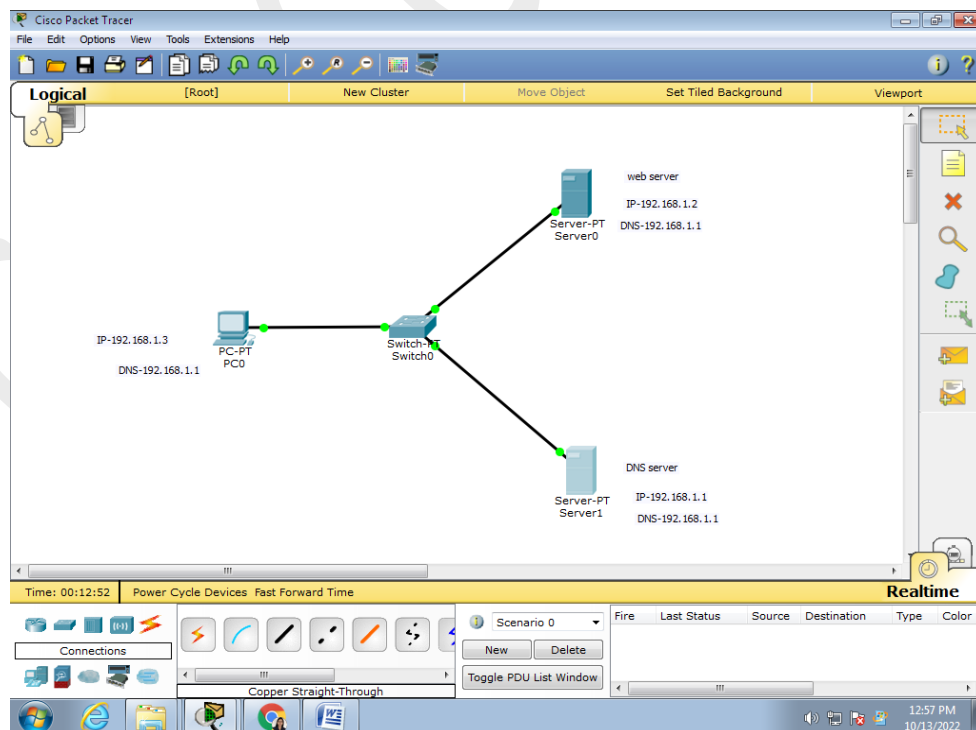 Cisco Packet Tracer
File Edit Options View Tools Extensions Help
Logical [Root] New Cluster Move Object Set Tiled Background Viewport
web server
IP-192.168.1.2
DNS-192.168.1.1
Server-PT
Server0
IP-192.168.1.3
DNS-192.168.1.1
PC-PT
PC0
Switch-PT
Switch0
DNS server
IP-192.168.1.1
DNS-192.168.1.1
Server-PT
Server1
Time: 00:12:52 Power Cycle Devices Fast Forward Time Realtime
Connections
Copper Straight-Through
Scenario 0
New Delete
Toggle PDU List Window
Fire Last Status Source Destination Type Color
12:57 PM
10/13/2022